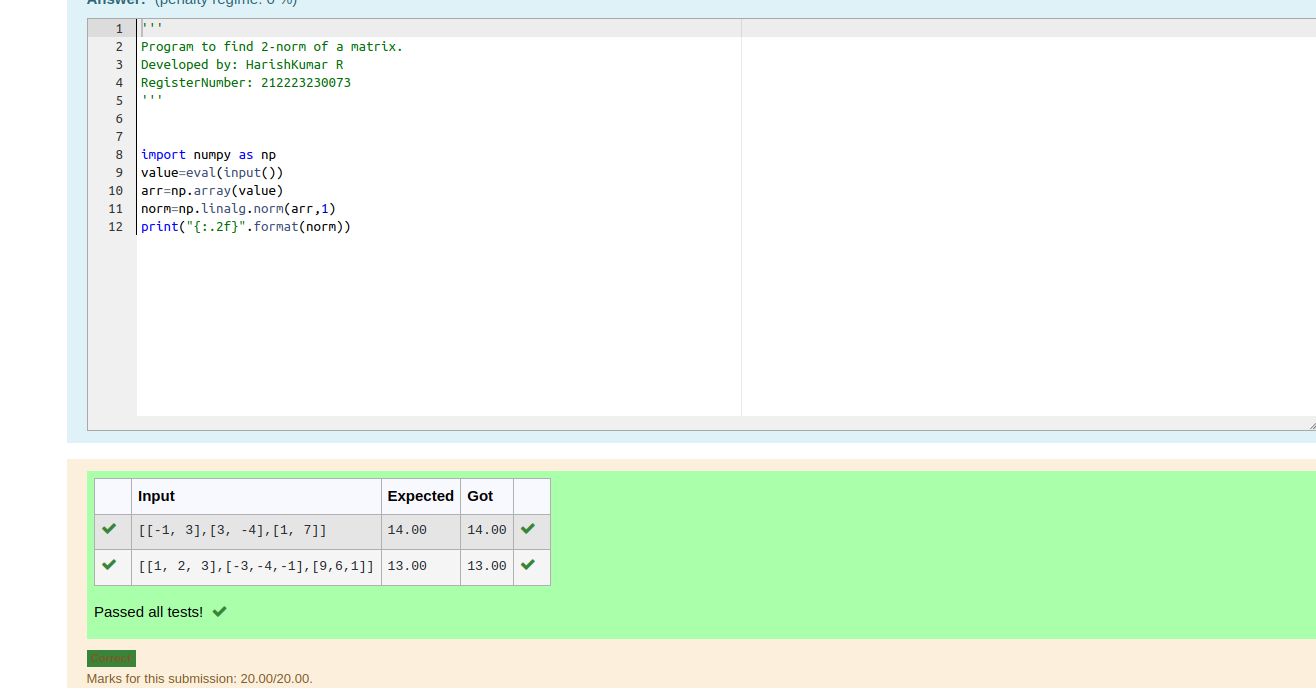 Answer: (penalty regime: 0 %)
1 '''
2 Program to find 2-norm of a matrix.
3 Developed by: HarishKumar R
4 RegisterNumber: 212223230073
5 '''
6
7
8 import numpy as np
9 value=eval(input())
10 arr=np.array(value)
11 norm=np.linalg.norm(arr,1)
12 print("{:.2f}".format(norm))
Input Expected Got
[[-1, 3],[3, -4],[1, 7]] 14.00 14.00
[[1, 2, 3],[-3,-4,-1],[9,6,1]] 13.00 13.00
Passed all tests!
Correct
Marks for this submission: 20.00/20.00.